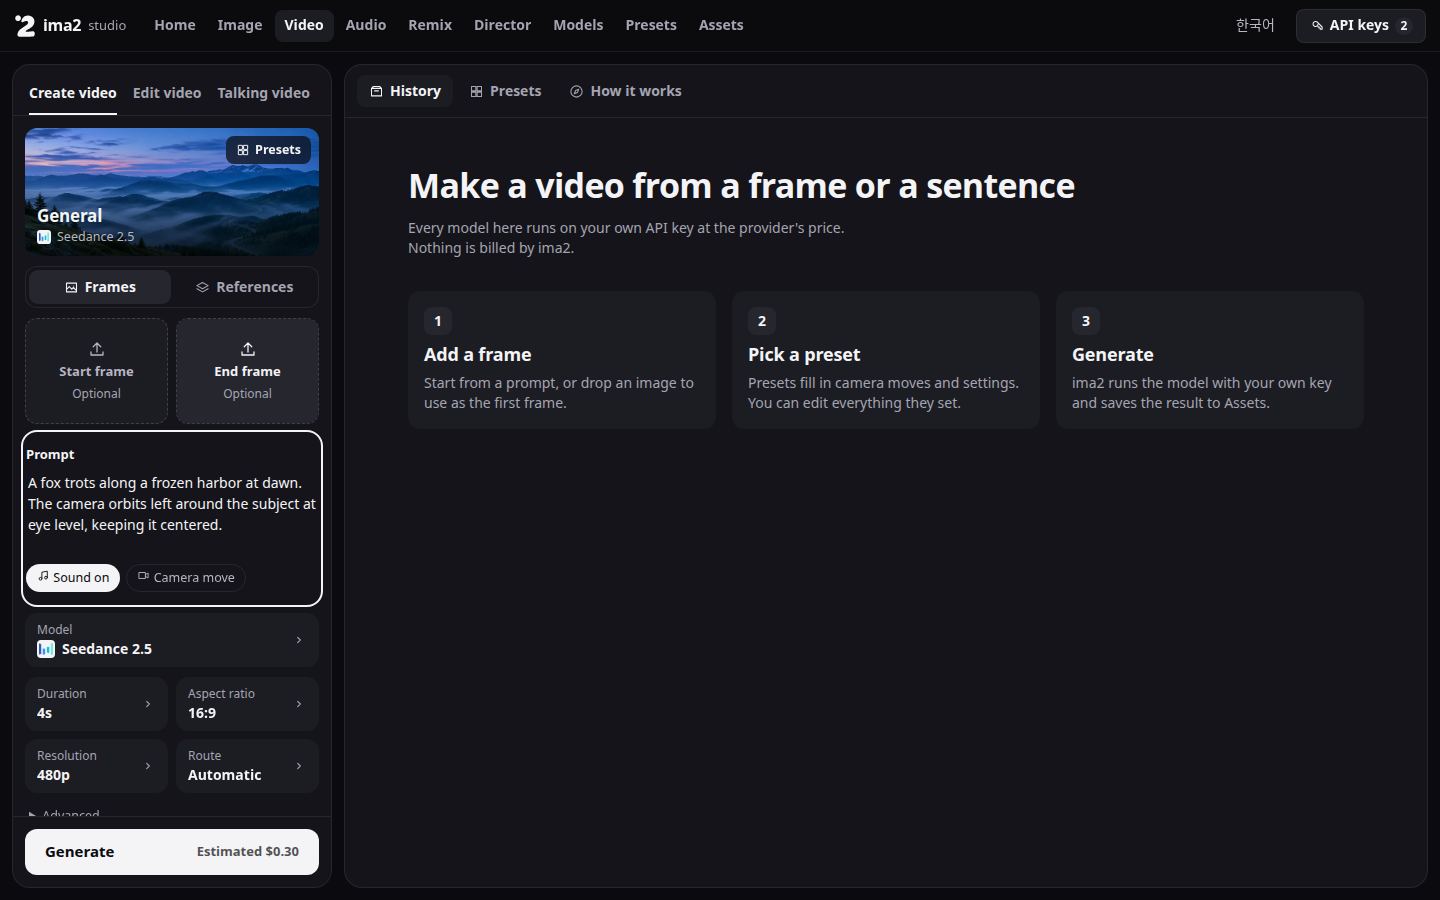 ima2 studio
Home
Image
Video
Audio
Remix
Director
Models
Presets
Assets
한국어
API keys 2
Create video
Edit video
Talking video
Presets
General
Seedance 2.5
Frames
References
Start frame
Optional
End frame
Optional
Prompt
A fox trots along a frozen harbor at dawn.
The camera orbits left around the subject at
eye level, keeping it centered.
Sound on
Camera move
Model
Seedance 2.5
Duration
4s
Aspect ratio
16:9
Resolution
480p
Route
Automatic
Advanced
Generate
Estimated $0.30
History
Presets
How it works
Make a video from a frame or a sentence
Every model here runs on your own API key at the provider's price.
Nothing is billed by ima2.
1
Add a frame
Start from a prompt, or drop an image to
use as the first frame.
2
Pick a preset
Presets fill in camera moves and settings.
You can edit everything they set.
3
Generate
ima2 runs the model with your own key
and saves the result to Assets.